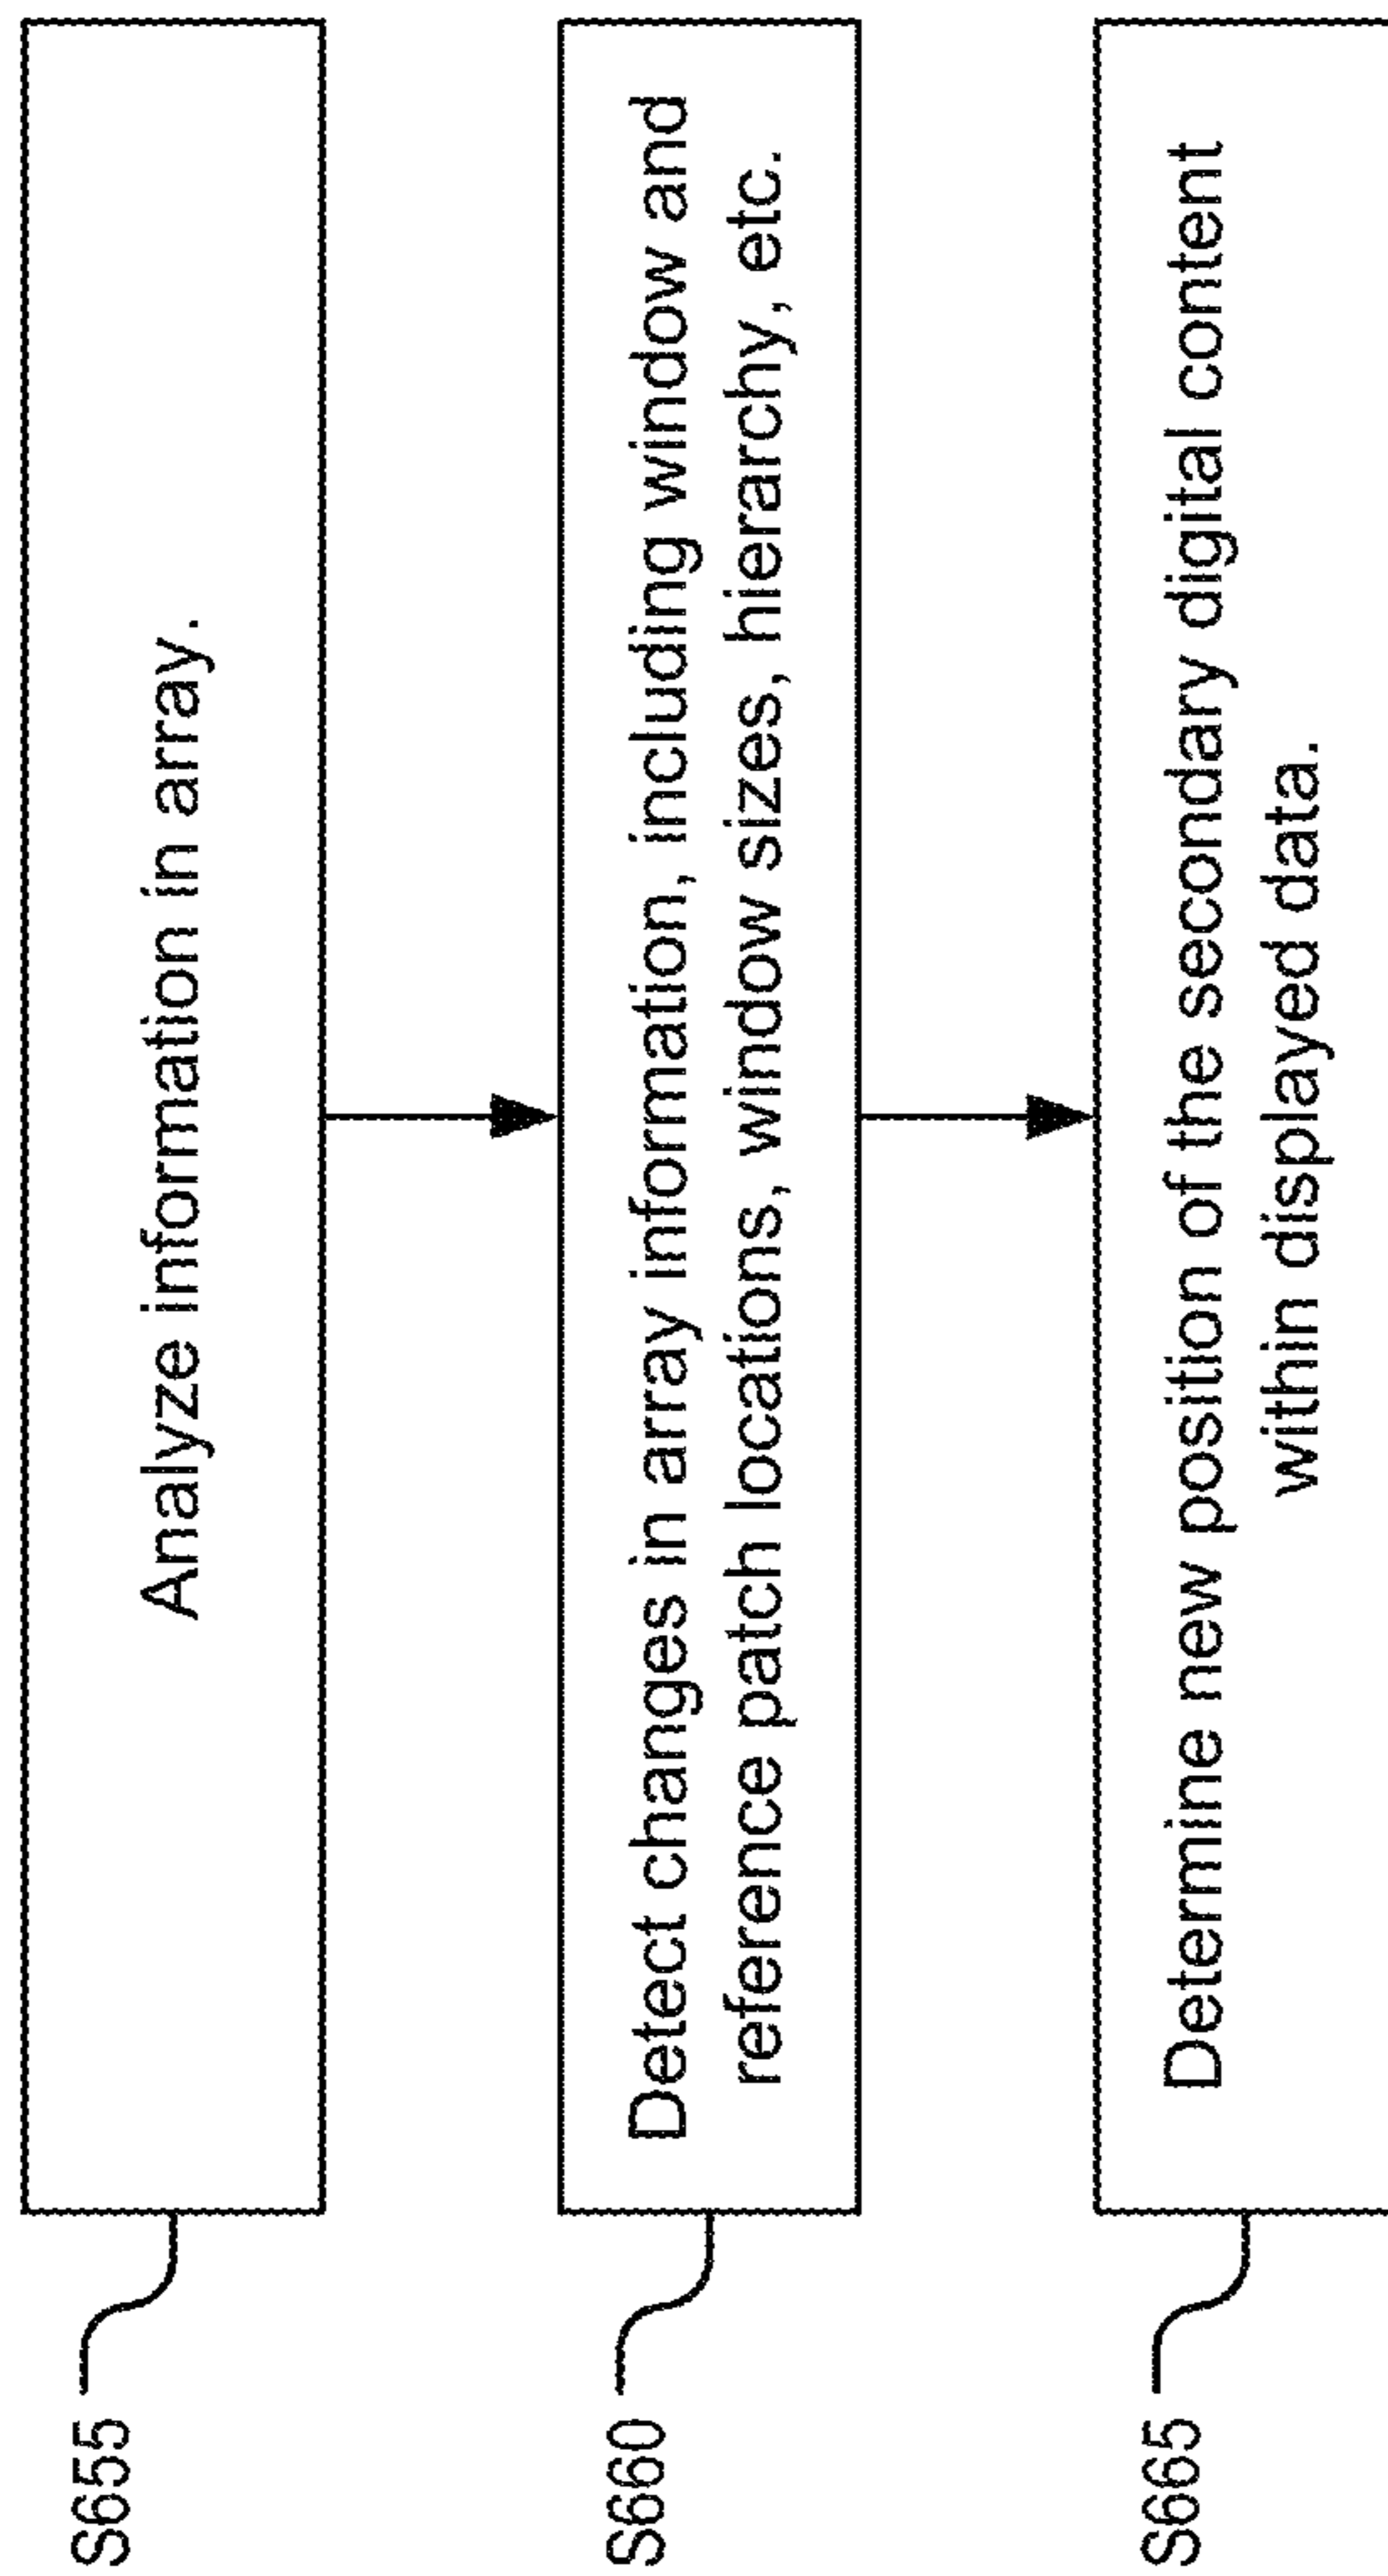 S655
Analyze information in array.
S660
Detect changes in array information, including window and
reference patch locations, window sizes, hierarchy, etc.
S665
Determine new position of the secondary digital content
within displayed data.